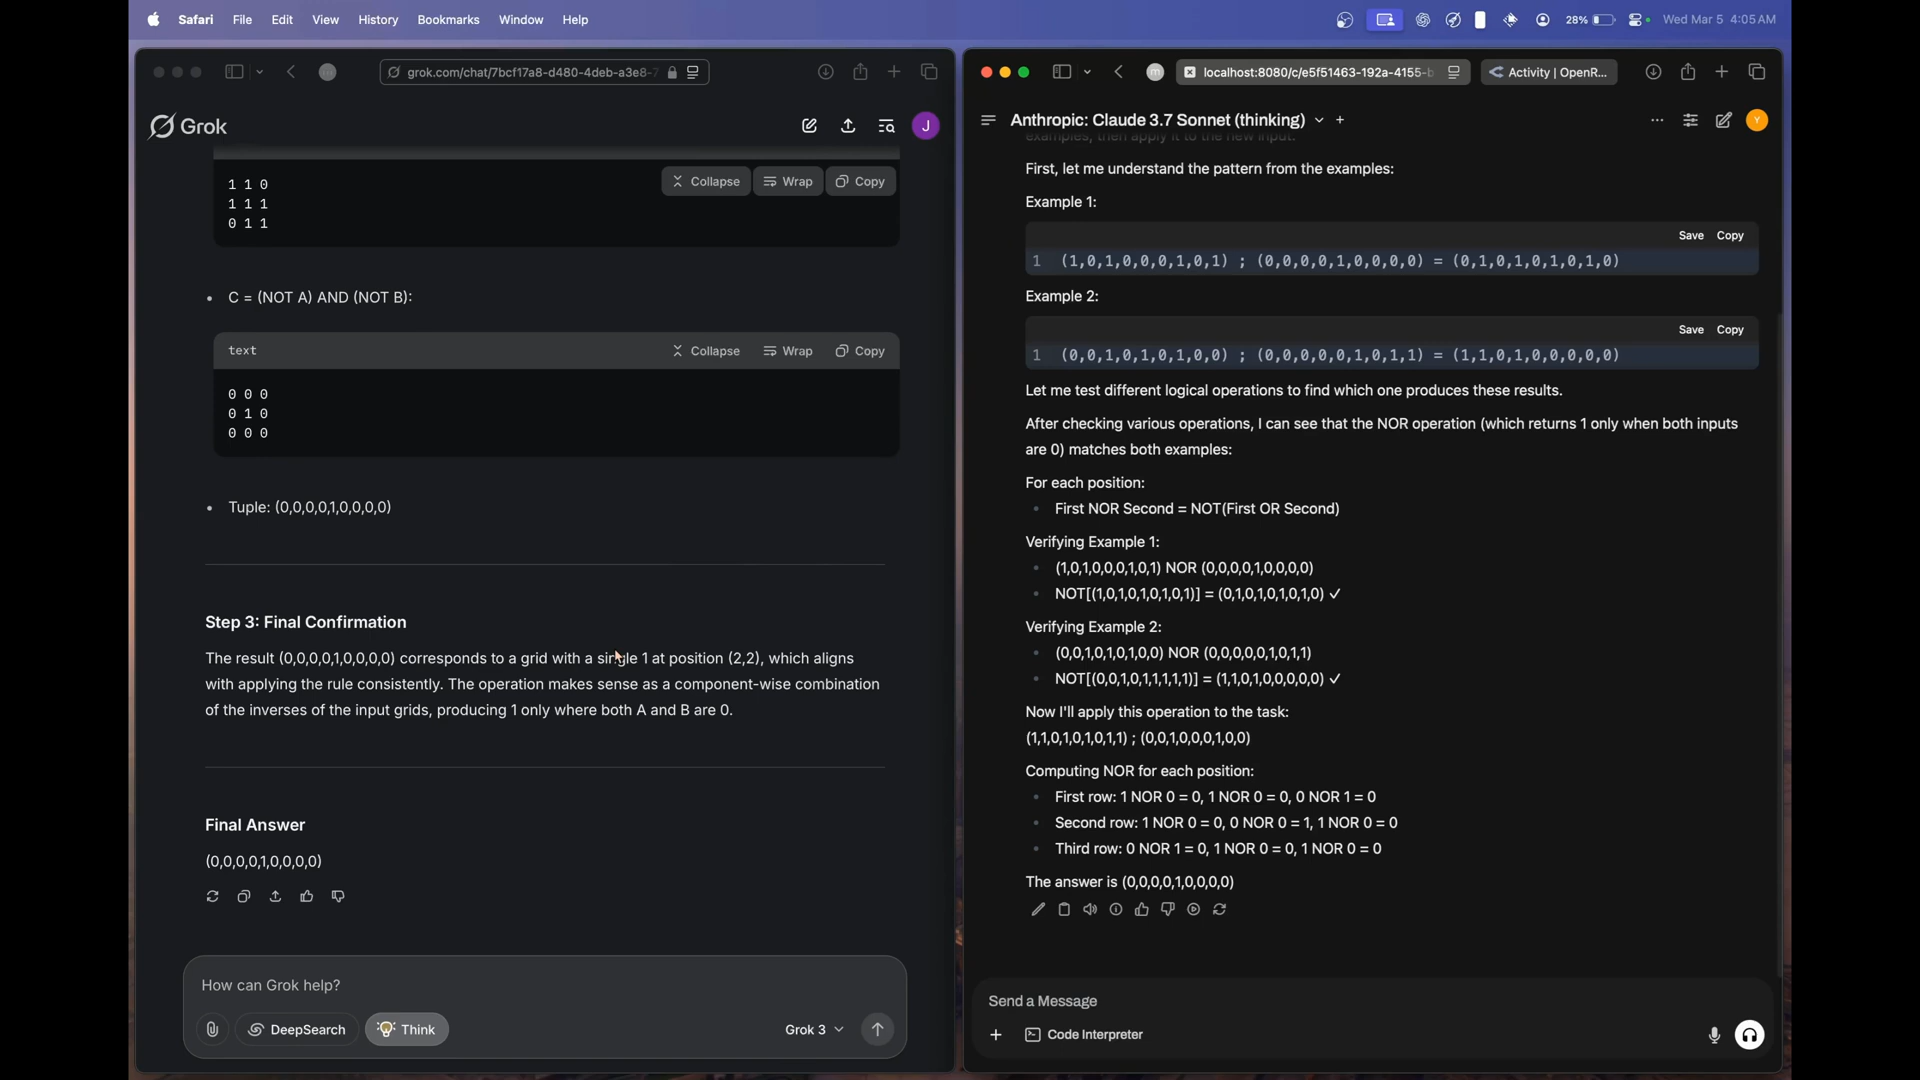 Safari File Edit View History Bookmarks Window Help
28% Wed Mar 5 4:05 AM
grok.com/chat/7bcf17a8-d480-4deb-a3e8-7
Grok
J
1 1 0
1 1 1
0 1 1
Collapse Wrap Copy
• C = (NOT A) AND (NOT B):
text
Collapse Wrap Copy
0 0 0
0 1 0
0 0 0
• Tuple: (0,0,0,0,1,0,0,0,0)
Step 3: Final Confirmation
The result (0,0,0,0,1,0,0,0,0) corresponds to a grid with a single 1 at position (2,2), which aligns
with applying the rule consistently. The operation makes sense as a component-wise combination
of the inverses of the input grids, producing 1 only where both A and B are 0.
Final Answer
(0,0,0,0,1,0,0,0,0)
How can Grok help?
DeepSearch Think
Grok 3
m localhost:8080/c/e5f51463-192a-4155-b
Activity | OpenR...
Anthropic: Claude 3.7 Sonnet (thinking)
Y
examples, then apply it to the new input.
First, let me understand the pattern from the examples:
Example 1:
Save Copy
1 (1,0,1,0,0,0,1,0,1) ; (0,0,0,0,1,0,0,0,0) = (0,1,0,1,0,1,0,1,0)
Example 2:
Save Copy
1 (0,0,1,0,1,0,1,0,0) ; (0,0,0,0,0,1,0,1,1) = (1,1,0,1,0,0,0,0,0)
Let me test different logical operations to find which one produces these results.
After checking various operations, I can see that the NOR operation (which returns 1 only when both inputs
are 0) matches both examples:
For each position:
• First NOR Second = NOT(First OR Second)
Verifying Example 1:
• (1,0,1,0,0,0,1,0,1) NOR (0,0,0,0,1,0,0,0,0)
• NOT[(1,0,1,0,1,0,1,0,1)] = (0,1,0,1,0,1,0,1,0) ✓
Verifying Example 2:
• (0,0,1,0,1,0,1,0,0) NOR (0,0,0,0,0,1,0,1,1)
• NOT[(0,0,1,0,1,1,1,1,1)] = (1,1,0,1,0,0,0,0,0) ✓
Now I'll apply this operation to the task:
(1,1,0,1,0,1,0,1,1) ; (0,0,1,0,0,0,1,0,0)
Computing NOR for each position:
• First row: 1 NOR 0 = 0, 1 NOR 0 = 0, 0 NOR 1 = 0
• Second row: 1 NOR 0 = 0, 0 NOR 0 = 1, 1 NOR 0 = 0
• Third row: 0 NOR 1 = 0, 1 NOR 0 = 0, 1 NOR 0 = 0
The answer is (0,0,0,0,1,0,0,0,0)
Send a Message
Code Interpreter